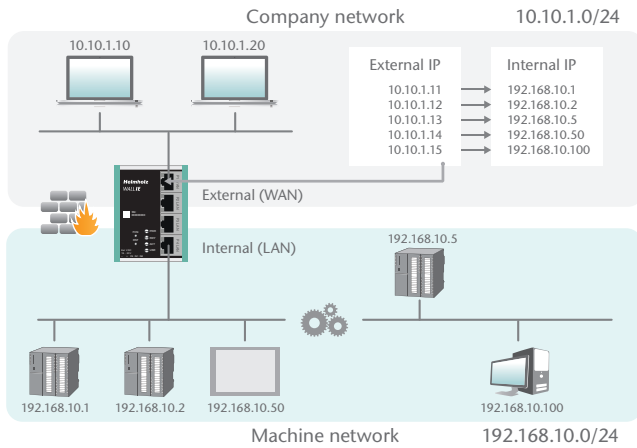 Company network 10.10.1.0/24
10.10.1.10 10.10.1.20
External IP Internal IP
10.10.1.11 192.168.10.1
10.10.1.12 192.168.10.2
10.10.1.13 192.168.10.5
10.10.1.14 192.168.10.50
10.10.1.15 192.168.10.100
Helmholz
WALL IE
External (WAN)
Internal (LAN)
192.168.10.5
192.168.10.1 192.168.10.2 192.168.10.50 192.168.10.100
Machine network 192.168.10.0/24